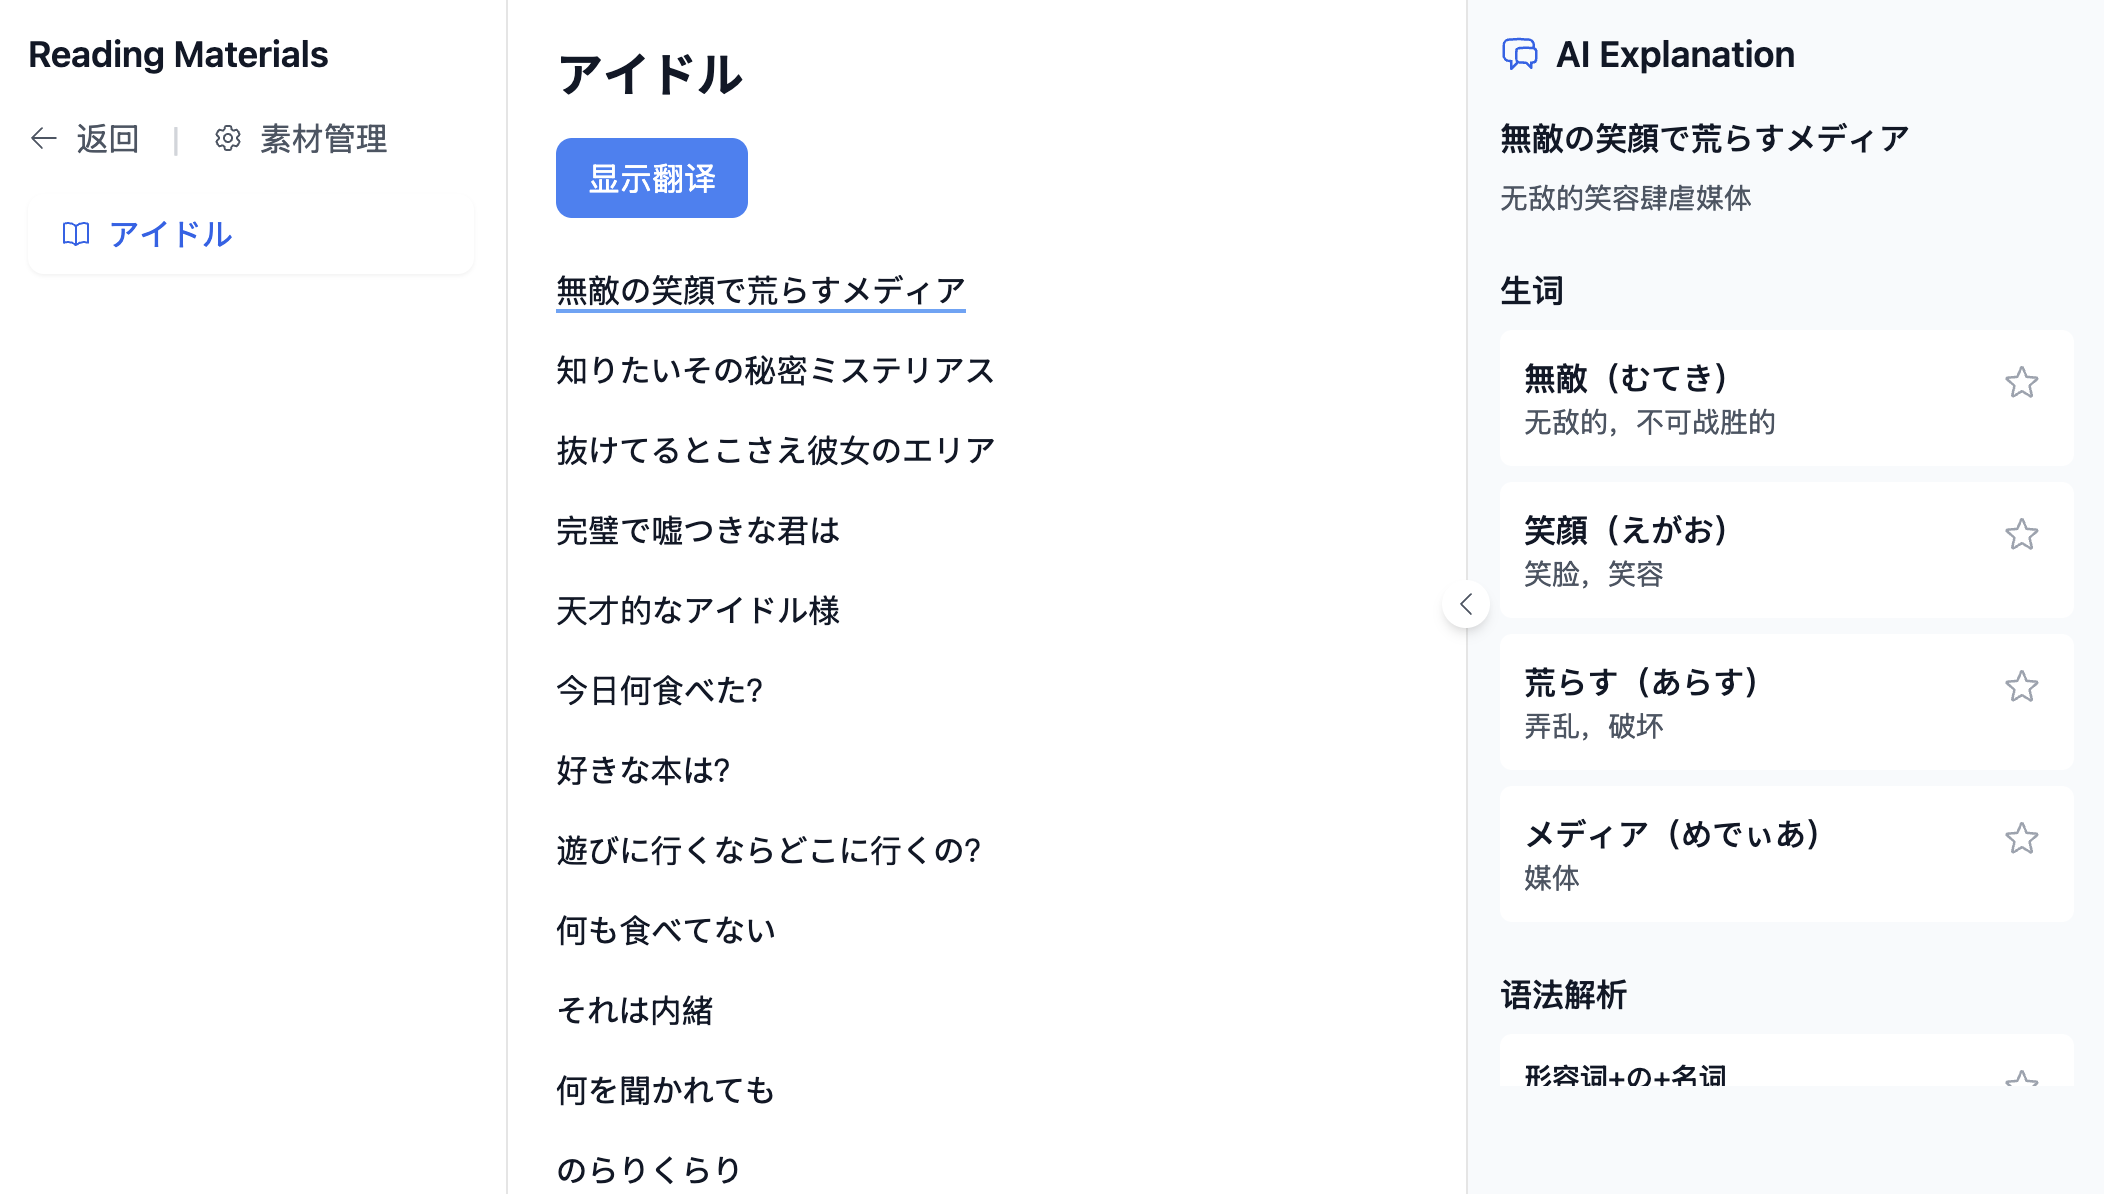 Reading Materials
返回 | 素材管理
アイドル
アイドル
显示翻译
無敵の笑顔で荒らすメディア
知りたいその秘密ミステリアス
抜けてるとこさえ彼女のエリア
完璧で嘘つきな君は
天才的なアイドル様
今日何食べた?
好きな本は?
遊びに行くならどこに行くの?
何も食べてない
それは内緒
何を聞かれても
のらりくらり
AI Explanation
無敵の笑顔で荒らすメディア
无敌的笑容肆虐媒体
生词
無敵（むてき）
无敌的，不可战胜的
笑顔（えがお）
笑脸，笑容
荒らす（あらす）
弄乱，破坏
メディア（めでぃあ）
媒体
语法解析
形容词+の+名词